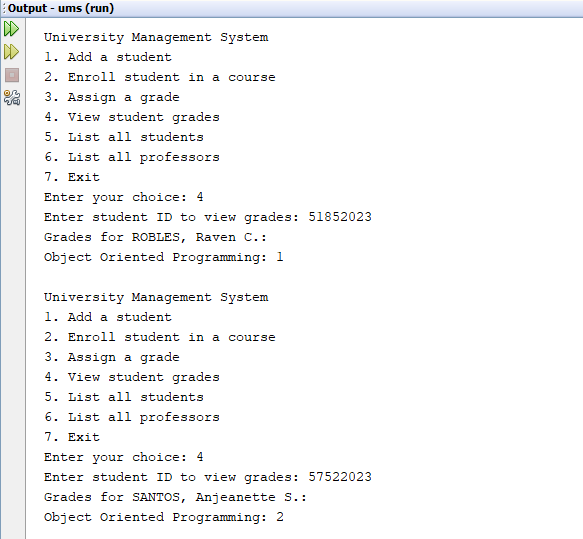 Output - ums (run)
University Management System
1. Add a student
2. Enroll student in a course
3. Assign a grade
4. View student grades
5. List all students
6. List all professors
7. Exit
Enter your choice: 4
Enter student ID to view grades: 51852023
Grades for ROBLES, Raven C.:
Object Oriented Programming: 1
University Management System
1. Add a student
2. Enroll student in a course
3. Assign a grade
4. View student grades
5. List all students
6. List all professors
7. Exit
Enter your choice: 4
Enter student ID to view grades: 57522023
Grades for SANTOS, Anjeanette S.:
Object Oriented Programming: 2